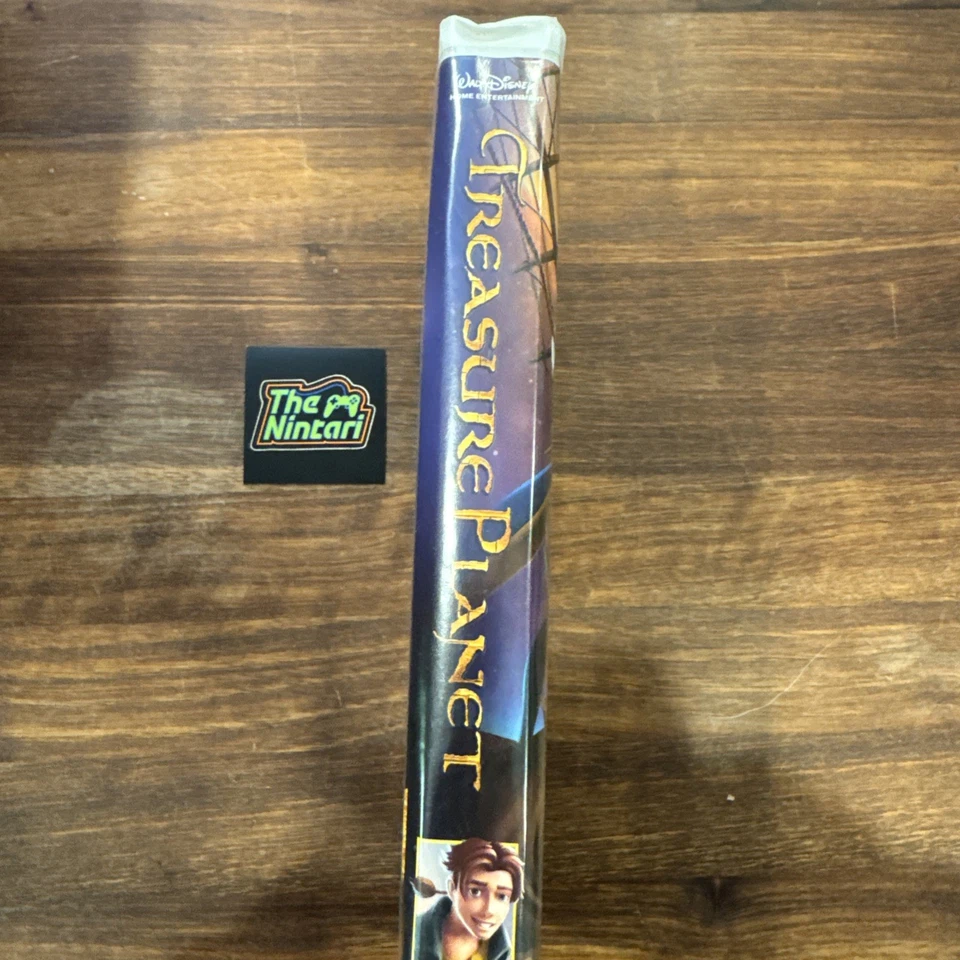 WALT DISNEY
HOME ENTERTAINMENT
TREASURE PLANET
The
Nintari